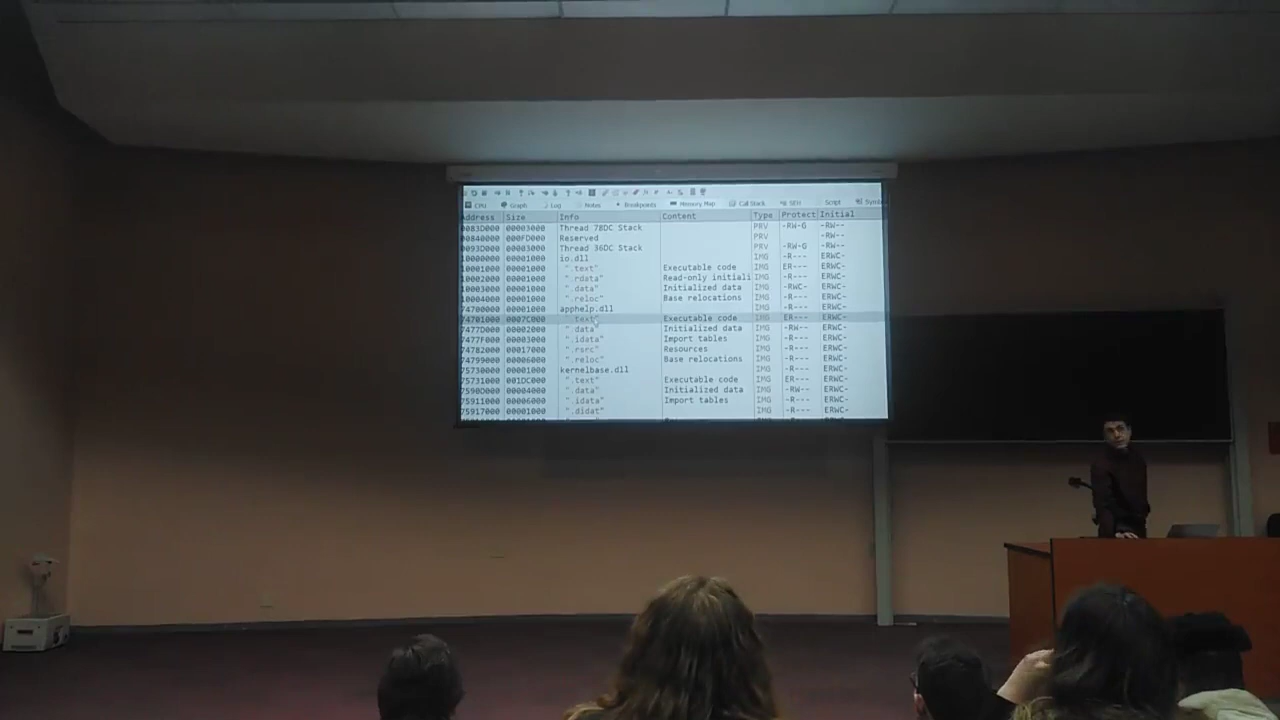 CPU Graph Log Notes Breakpoints Memory Map Call Stack SEH Script
Address Size Info Content Type Protect Initial
0083D000 00003000 Thread 78DC Stack PRV -RW-G -RW--
00840000 000FD000 Reserved PRV -RW--
0093D000 00003000 Thread 36DC Stack PRV -RW-G -RW--
10000000 00001000 io.dll IMG -R--- ERWC-
10001000 00001000 ".text" Executable code IMG ER--- ERWC-
10002000 00001000 ".rdata" Read-only initiali IMG -R--- ERWC-
10003000 00001000 ".data" Initialized data IMG -RWC- ERWC-
10004000 00001000 ".reloc" Base relocations IMG -R--- ERWC-
74700000 00001000 apphelp.dll IMG -R--- ERWC-
74701000 0007C000 ".text" Executable code IMG ER--- ERWC-
7477D000 00002000 ".data" Initialized data IMG -RW-- ERWC-
7477F000 00003000 ".idata" Import tables IMG -R--- ERWC-
74782000 00017000 ".rsrc" Resources IMG -R--- ERWC-
74799000 00006000 ".reloc" Base relocations IMG -R--- ERWC-
75730000 00001000 kernelbase.dll IMG -R--- ERWC-
75731000 001DC000 ".text" Executable code IMG ER--- ERWC-
7590D000 00004000 ".data" Initialized data IMG -RW-- ERWC-
75911000 00006000 ".idata" Import tables IMG -R--- ERWC-
75917000 00001000 ".didat" IMG -R--- ERWC-